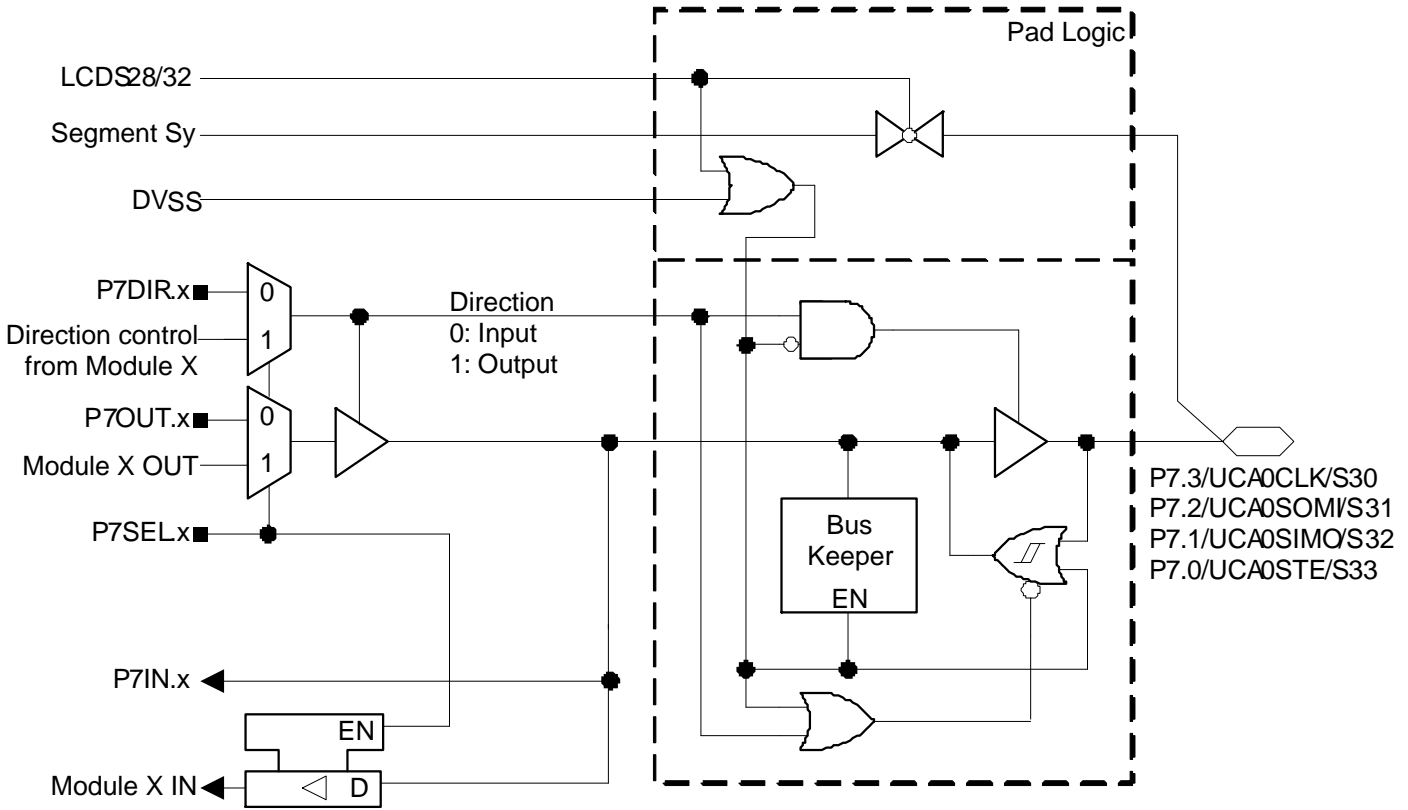 Pad Logic
LCDS28/32
Segment Sy
DVSS
P7DIR.x
0
Direction control
from Module X
1
Direction
0: Input
1: Output
P7OUT.x
0
Module X OUT
1
P7SEL.x
Bus
Keeper
EN
P7.3/UCA0CLK/S30
P7.2/UCA0SOMI/S31
P7.1/UCA0SIMO/S32
P7.0/UCA0STE/S33
P7IN.x
EN
Module X IN
D